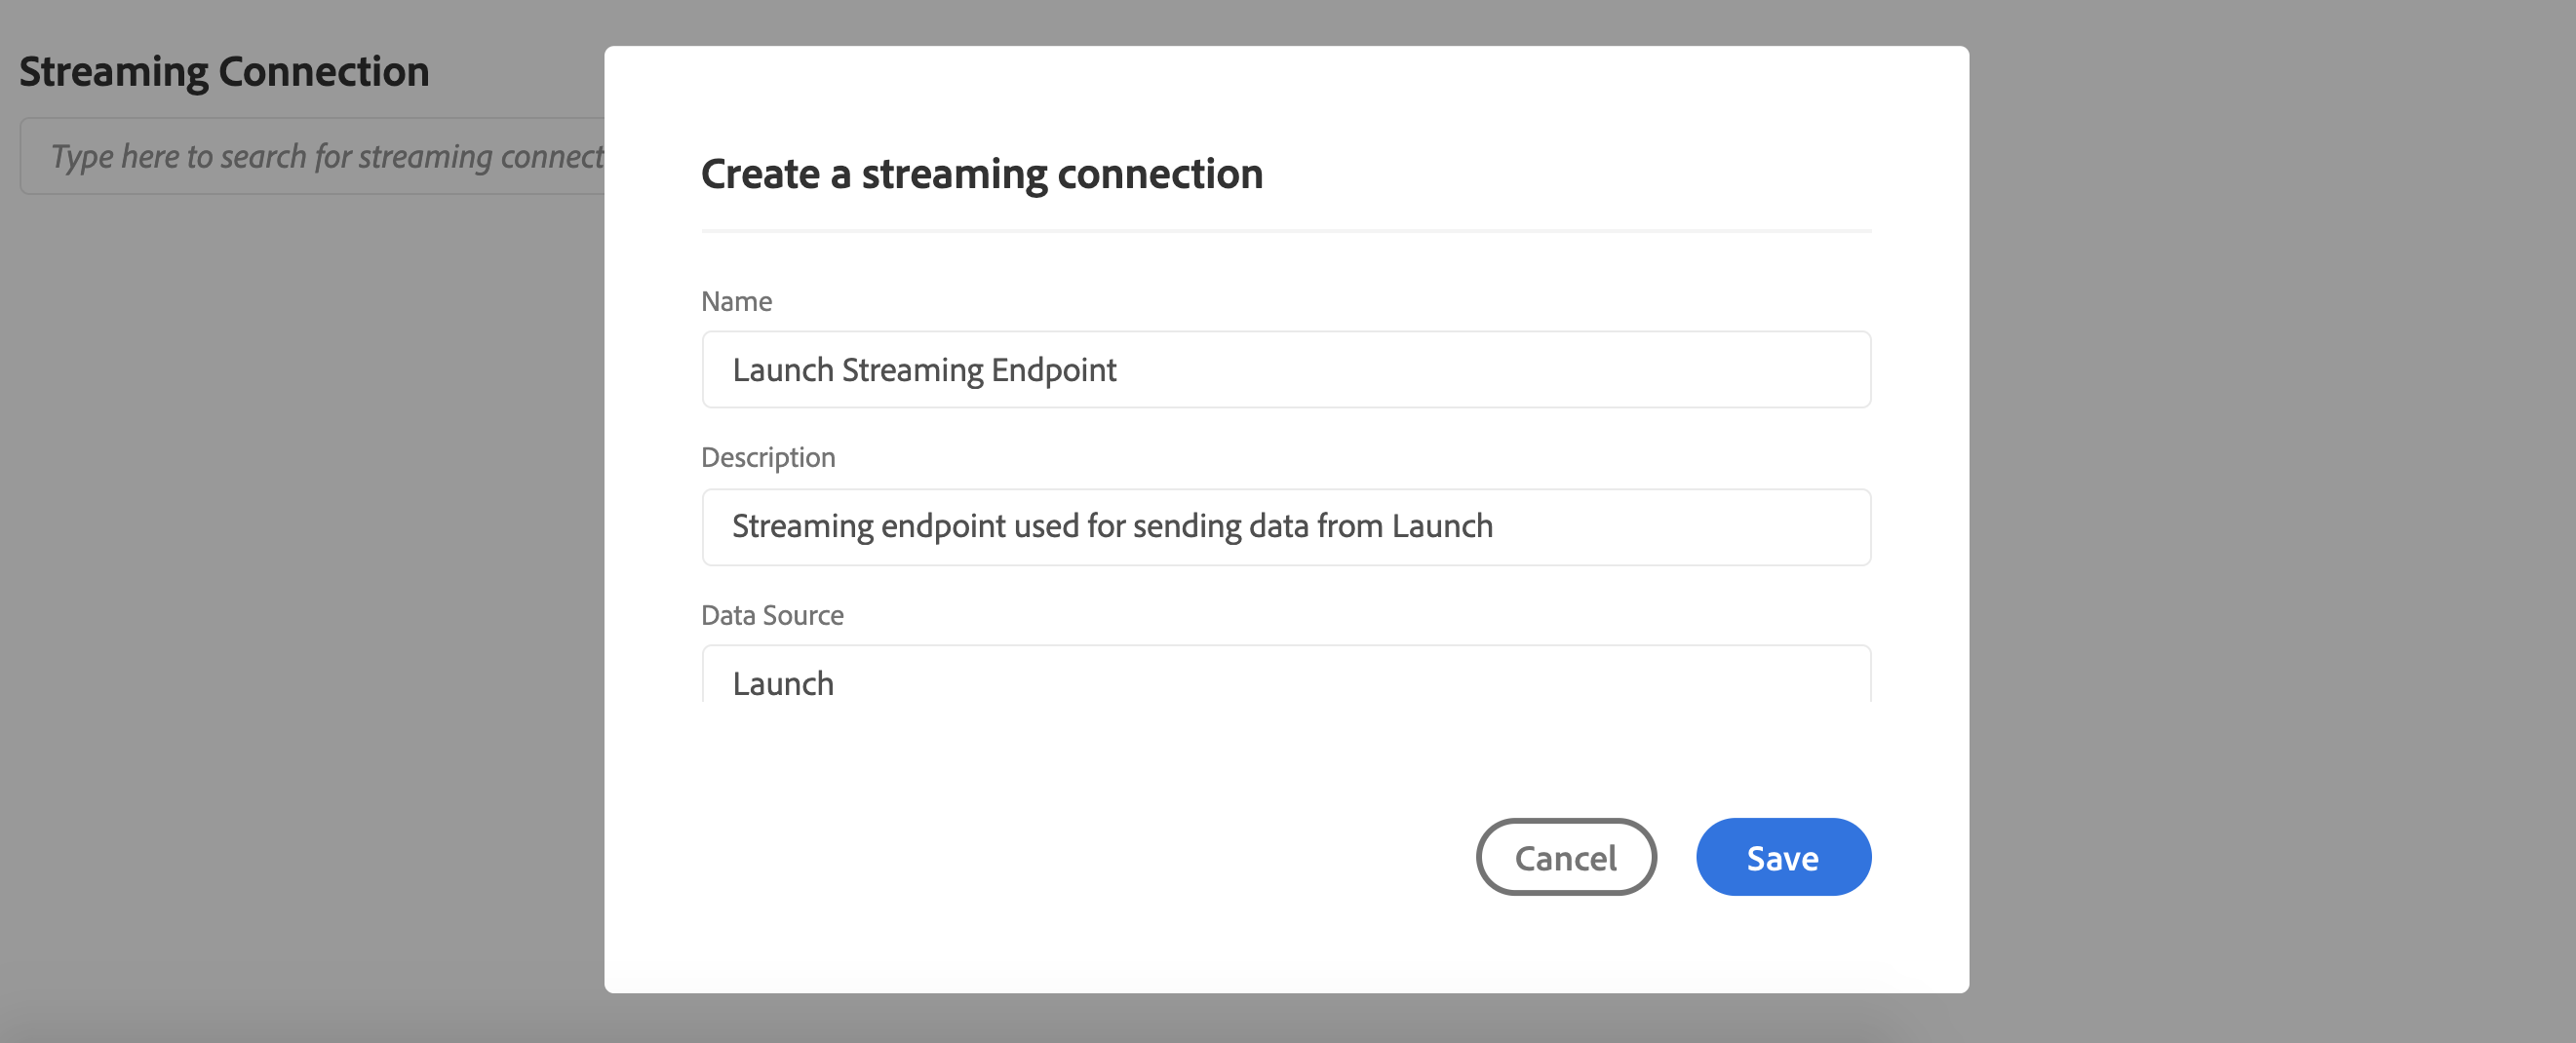 Streaming Connection
Type here to search for streaming connect
Create a streaming connection
Name
Launch Streaming Endpoint
Description
Streaming endpoint used for sending data from Launch
Data Source
Launch
Cancel
Save